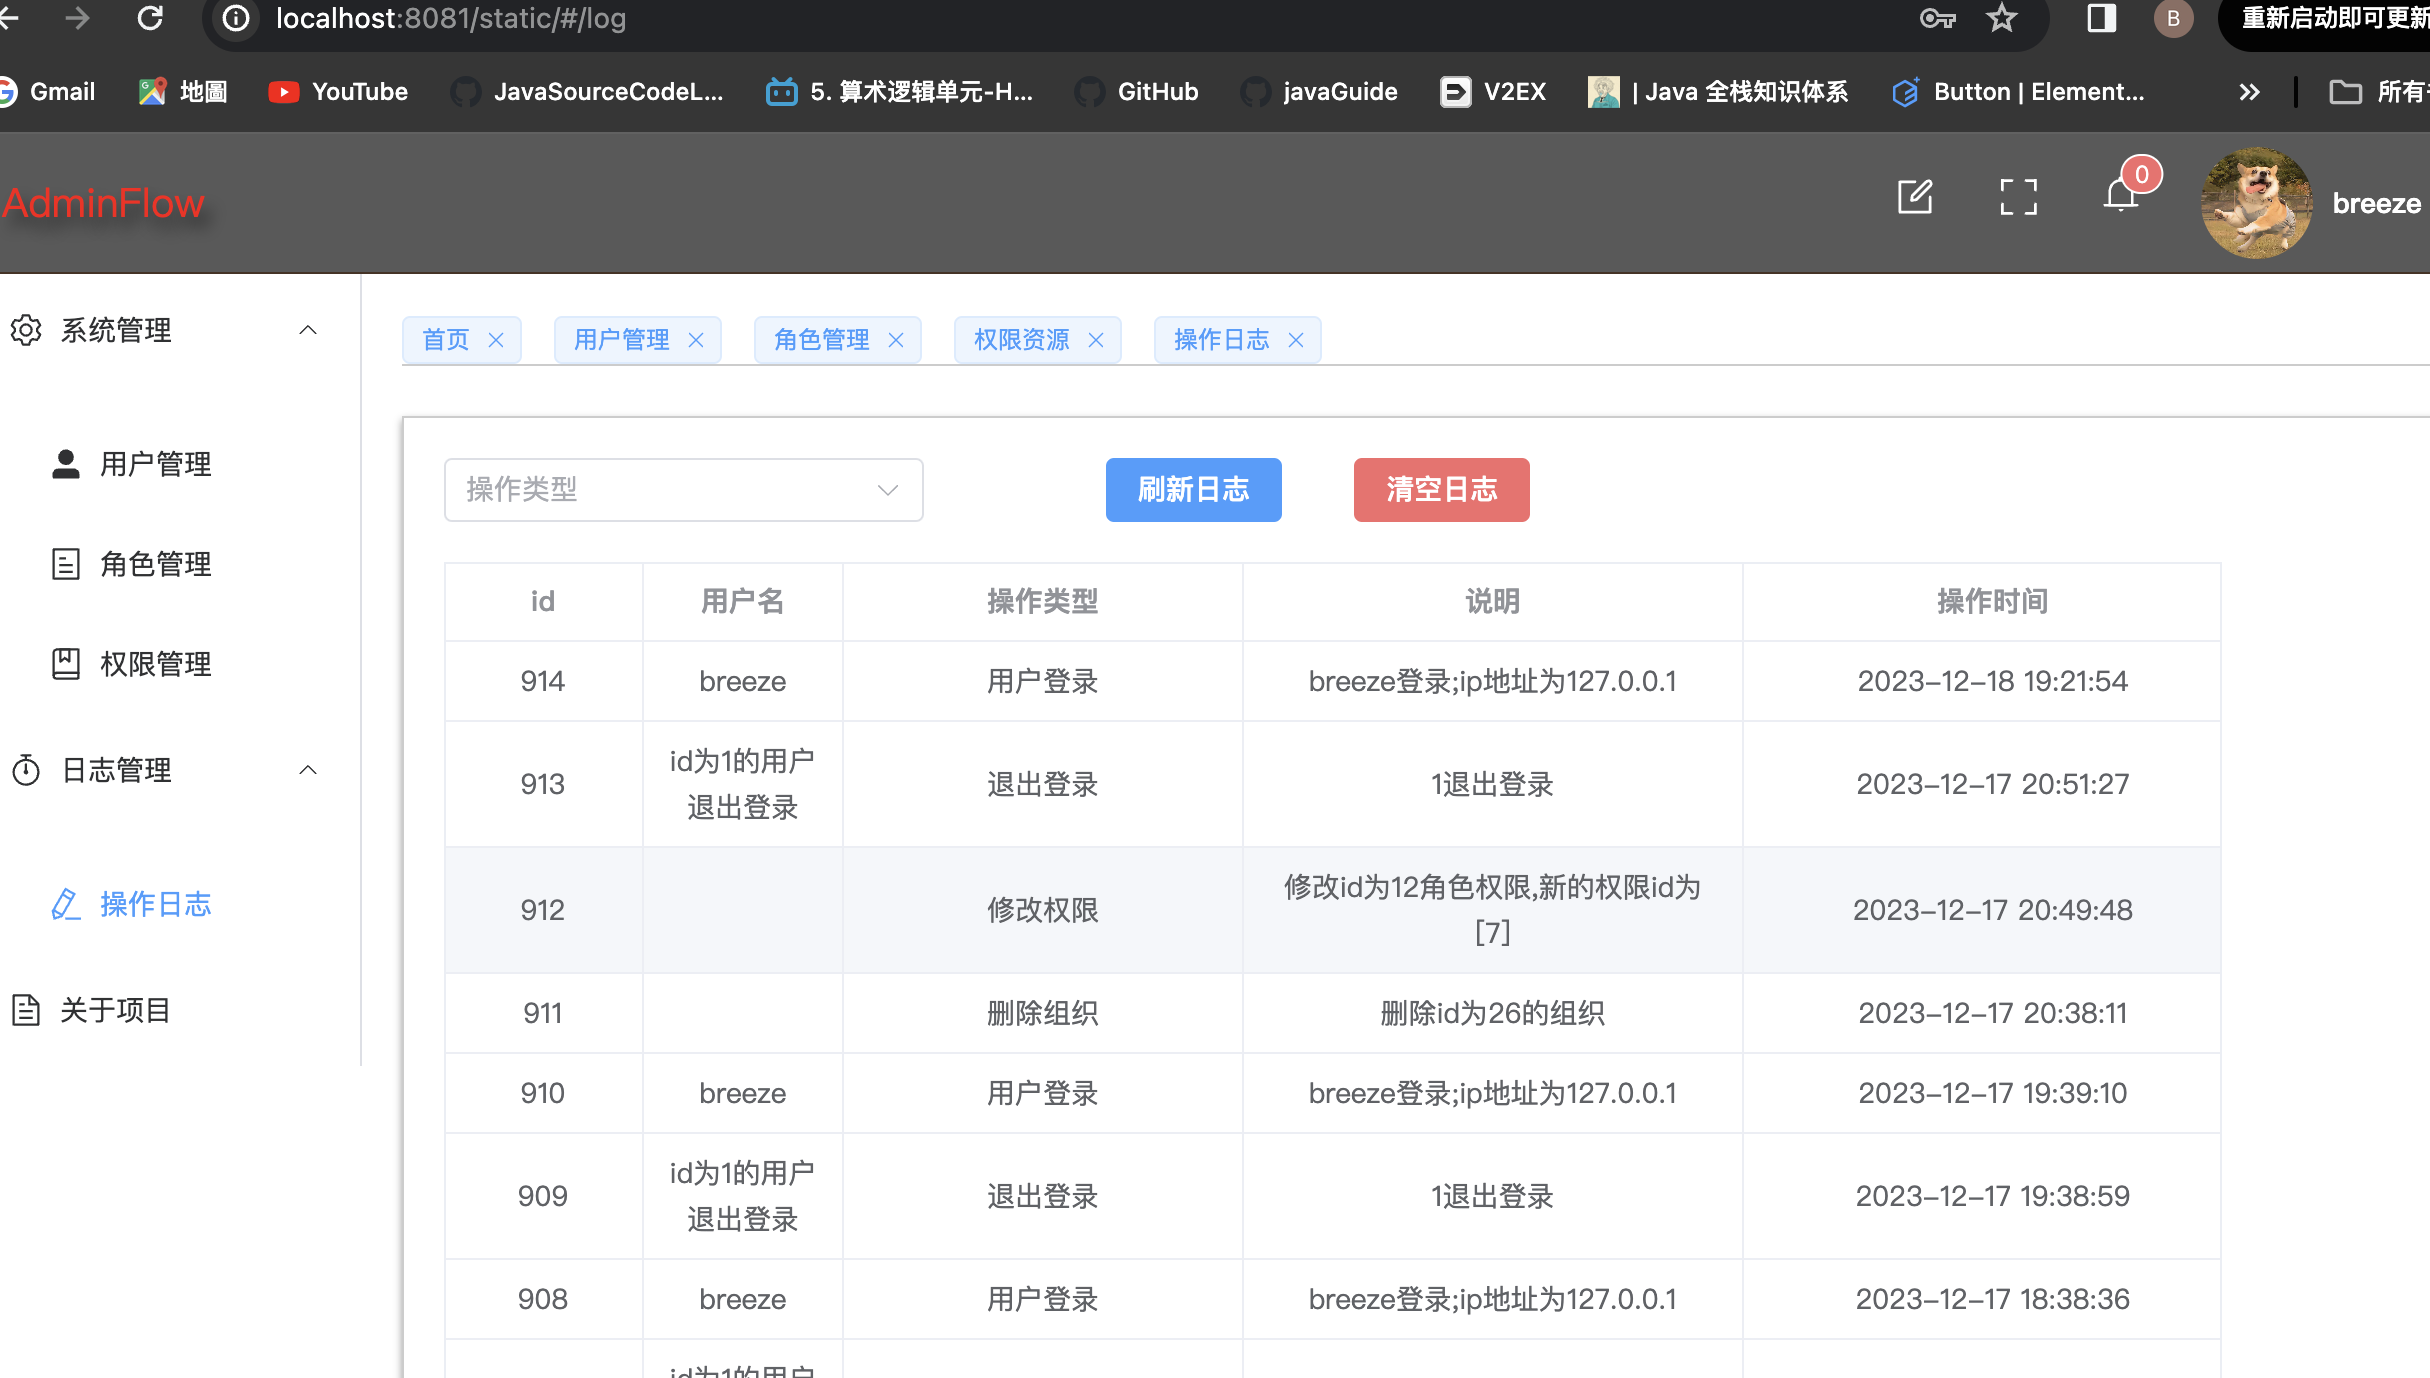 localhost:8081/static/#/log
B
重新启动即可更新
Gmail
地圖
YouTube
JavaSourceCodeL...
5. 算术逻辑单元-H...
GitHub
javaGuide
V2EX
| Java 全栈知识体系
Button | Element...
所有
AdminFlow
0
breeze
系统管理
用户管理
角色管理
权限管理
日志管理
操作日志
关于项目
首页
用户管理
角色管理
权限资源
操作日志
操作类型
刷新日志
清空日志
id 用户名 操作类型 说明 操作时间
914 breeze 用户登录 breeze登录;ip地址为127.0.0.1 2023-12-18 19:21:54
913 id为1的用户
退出登录 退出登录 1退出登录 2023-12-17 20:51:27
912 修改权限 修改id为12角色权限,新的权限id为
[7] 2023-12-17 20:49:48
911 删除组织 删除id为26的组织 2023-12-17 20:38:11
910 breeze 用户登录 breeze登录;ip地址为127.0.0.1 2023-12-17 19:39:10
909 id为1的用户
退出登录 退出登录 1退出登录 2023-12-17 19:38:59
908 breeze 用户登录 breeze登录;ip地址为127.0.0.1 2023-12-17 18:38:36
id为1的用户